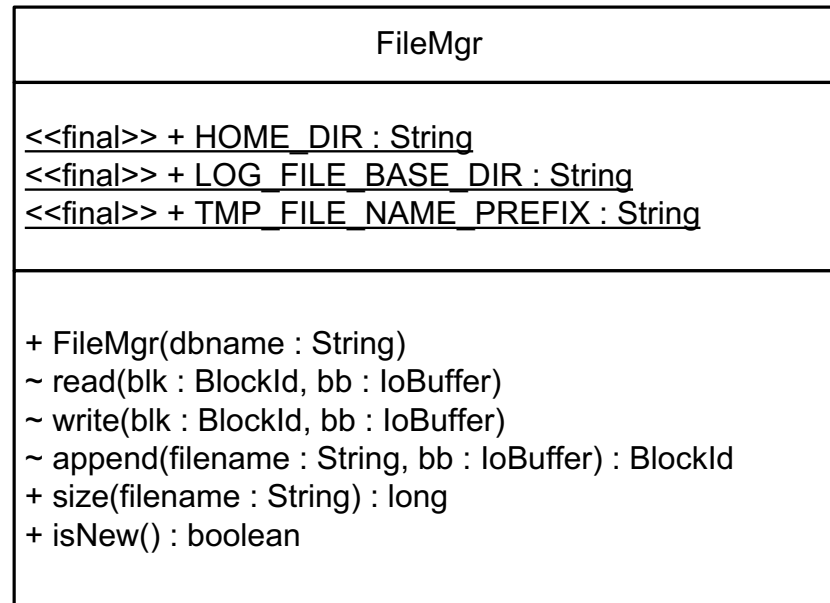 FileMgr
<<final>> + HOME_DIR : String
<<final>> + LOG_FILE_BASE_DIR : String
<<final>> + TMP_FILE_NAME_PREFIX : String
+ FileMgr(dbname : String)
~ read(blk : BlockId, bb : IoBuffer)
~ write(blk : BlockId, bb : IoBuffer)
~ append(filename : String, bb : IoBuffer) : BlockId
+ size(filename : String) : long
+ isNew() : boolean